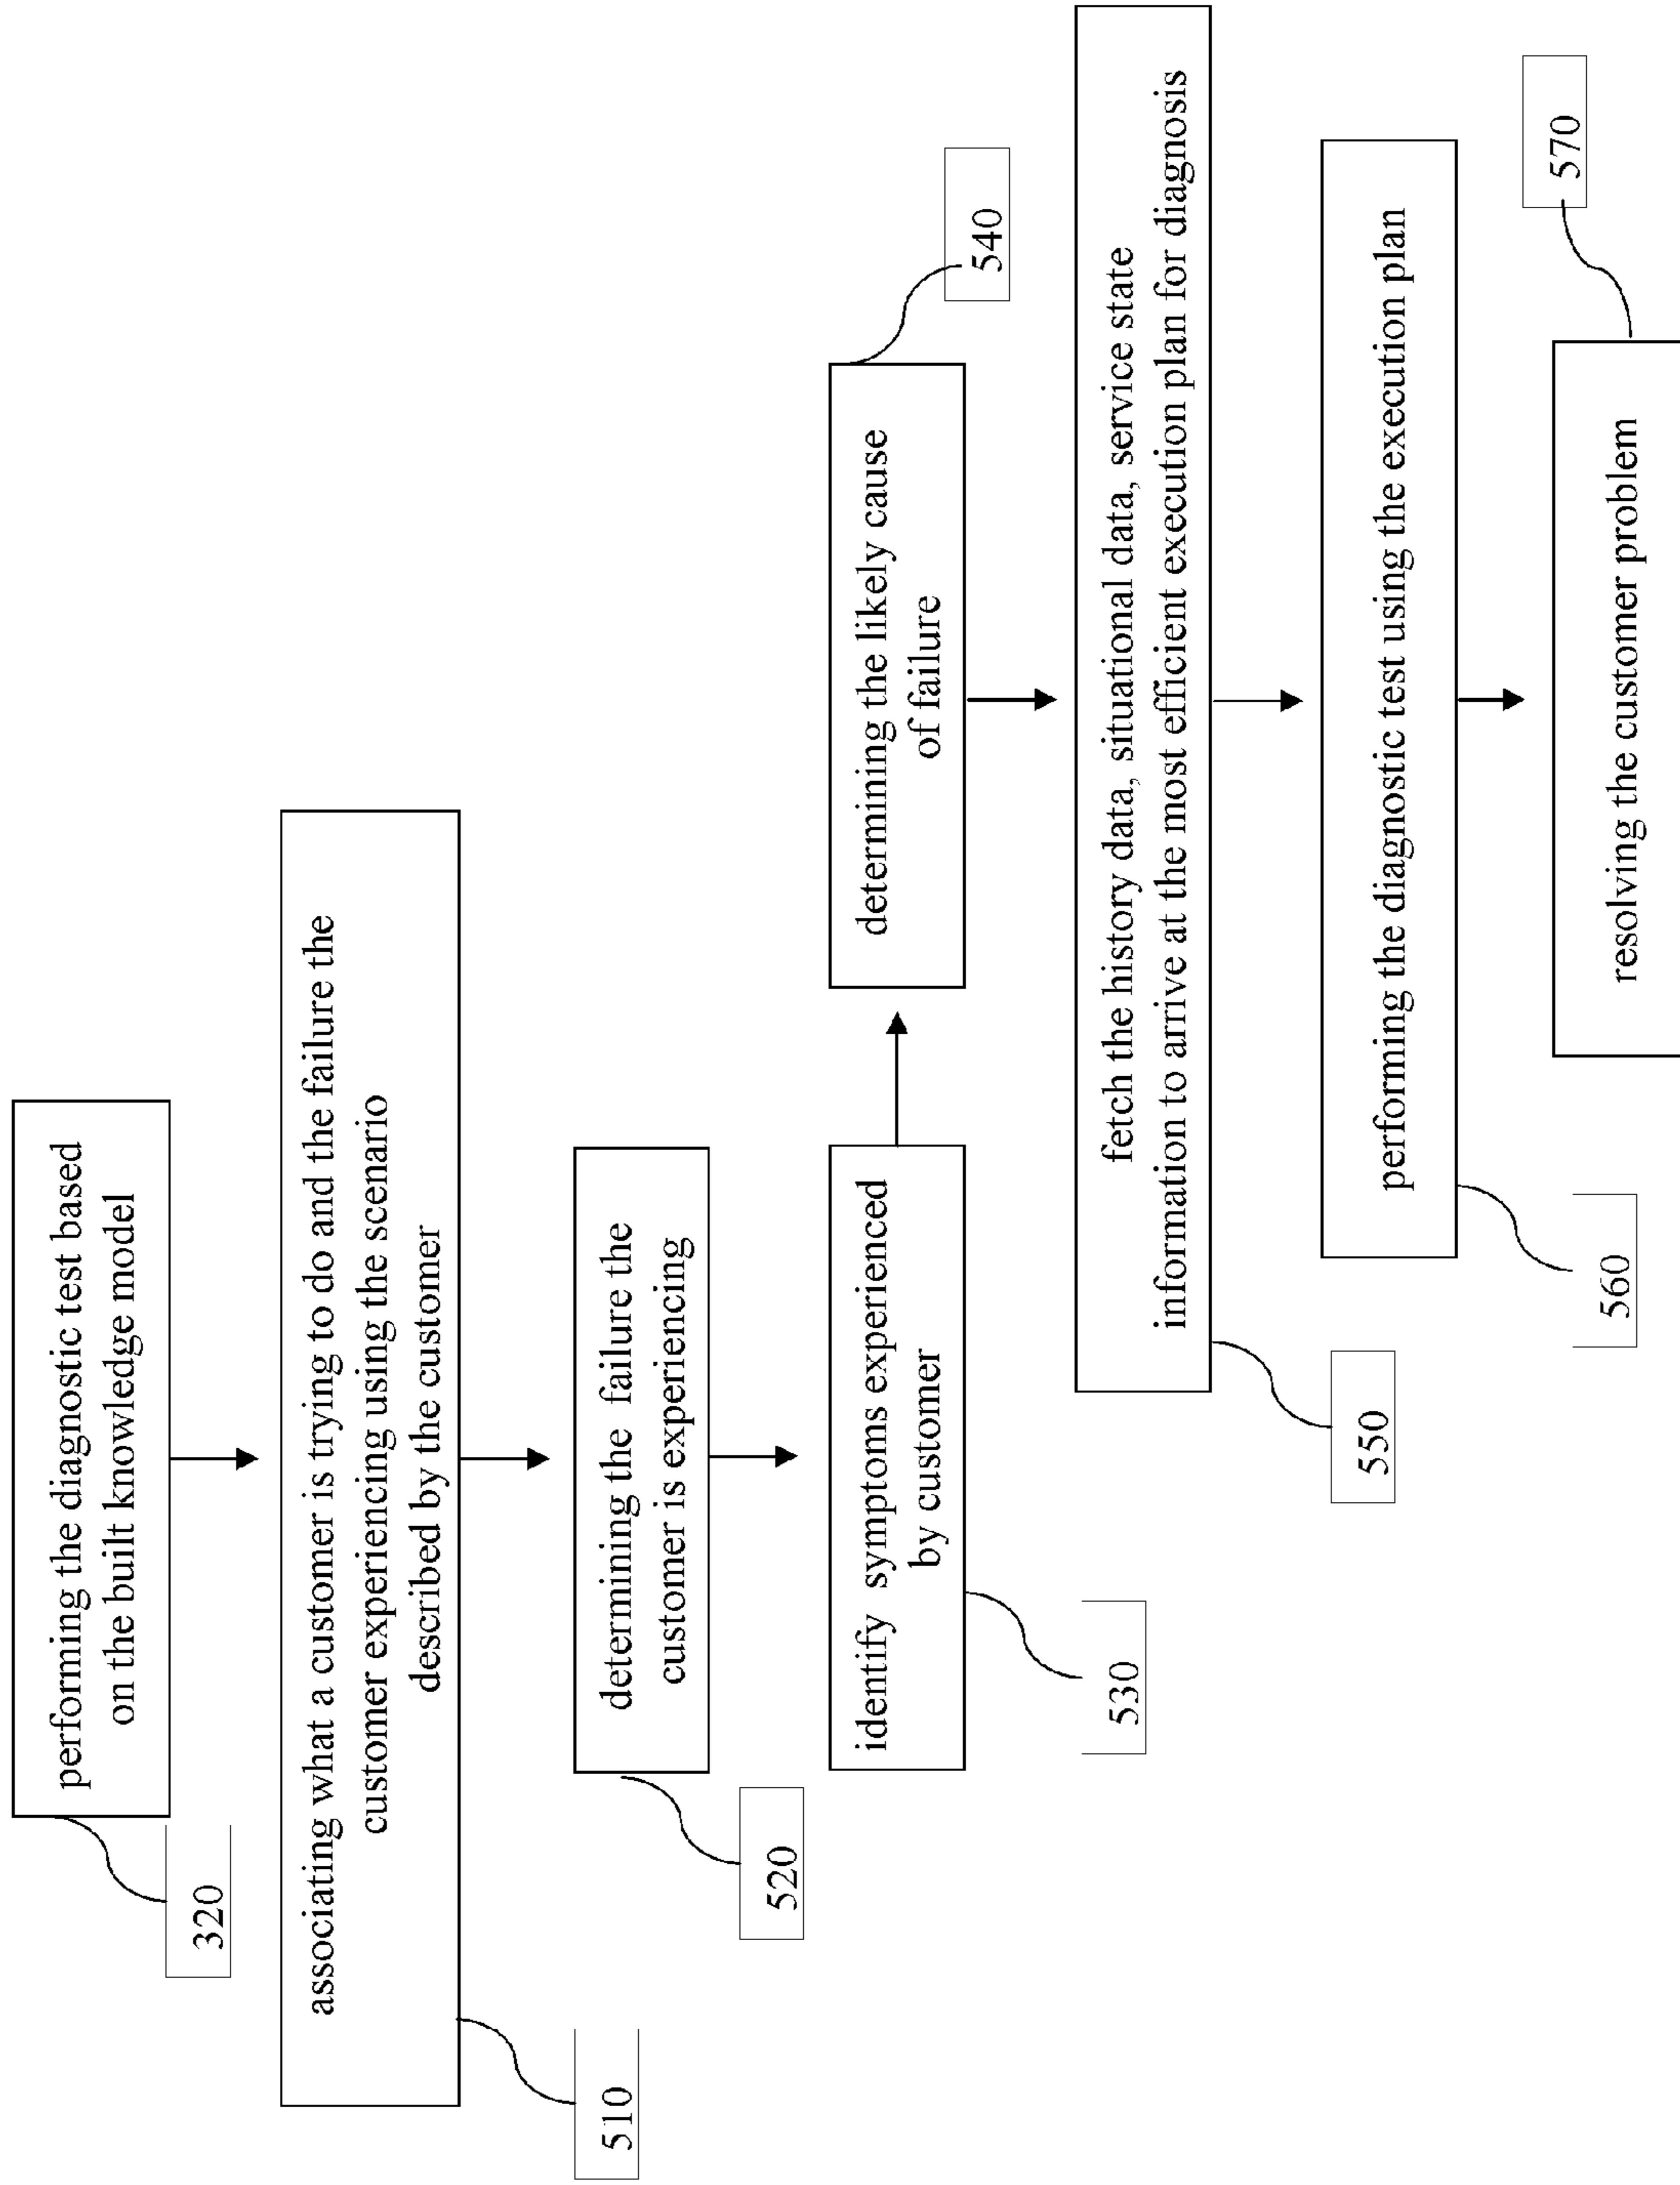 performing the diagnostic test based
on the built knowledge model
320
associating what a customer is trying to do and the failure the
customer experiencing using the scenario
described by the customer
510
determining the failure the
customer is experiencing
520
identify symptoms experienced
by customer
530
determining the likely cause
of failure
540
fetch the history data, situational data, service state
information to arrive at the most efficient execution plan for diagnosis
550
performing the diagnostic test using the execution plan
560
resolving the customer problem
570